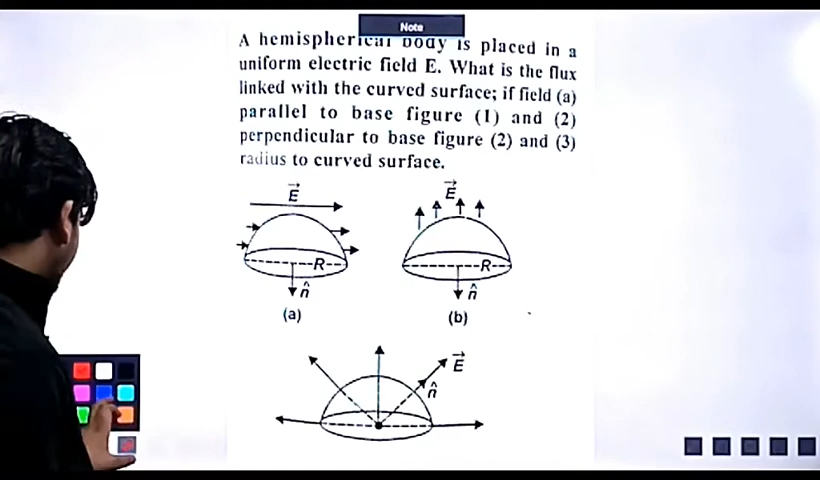 Note
A hemispherical body is placed in a
uniform electric field E. What is the flux
linked with the curved surface; if field (a)
parallel to base figure (1) and (2)
perpendicular to base figure (2) and (3)
radius to curved surface.
E
E
R
R
n̂
n̂
(a)
(b)
E
n̂